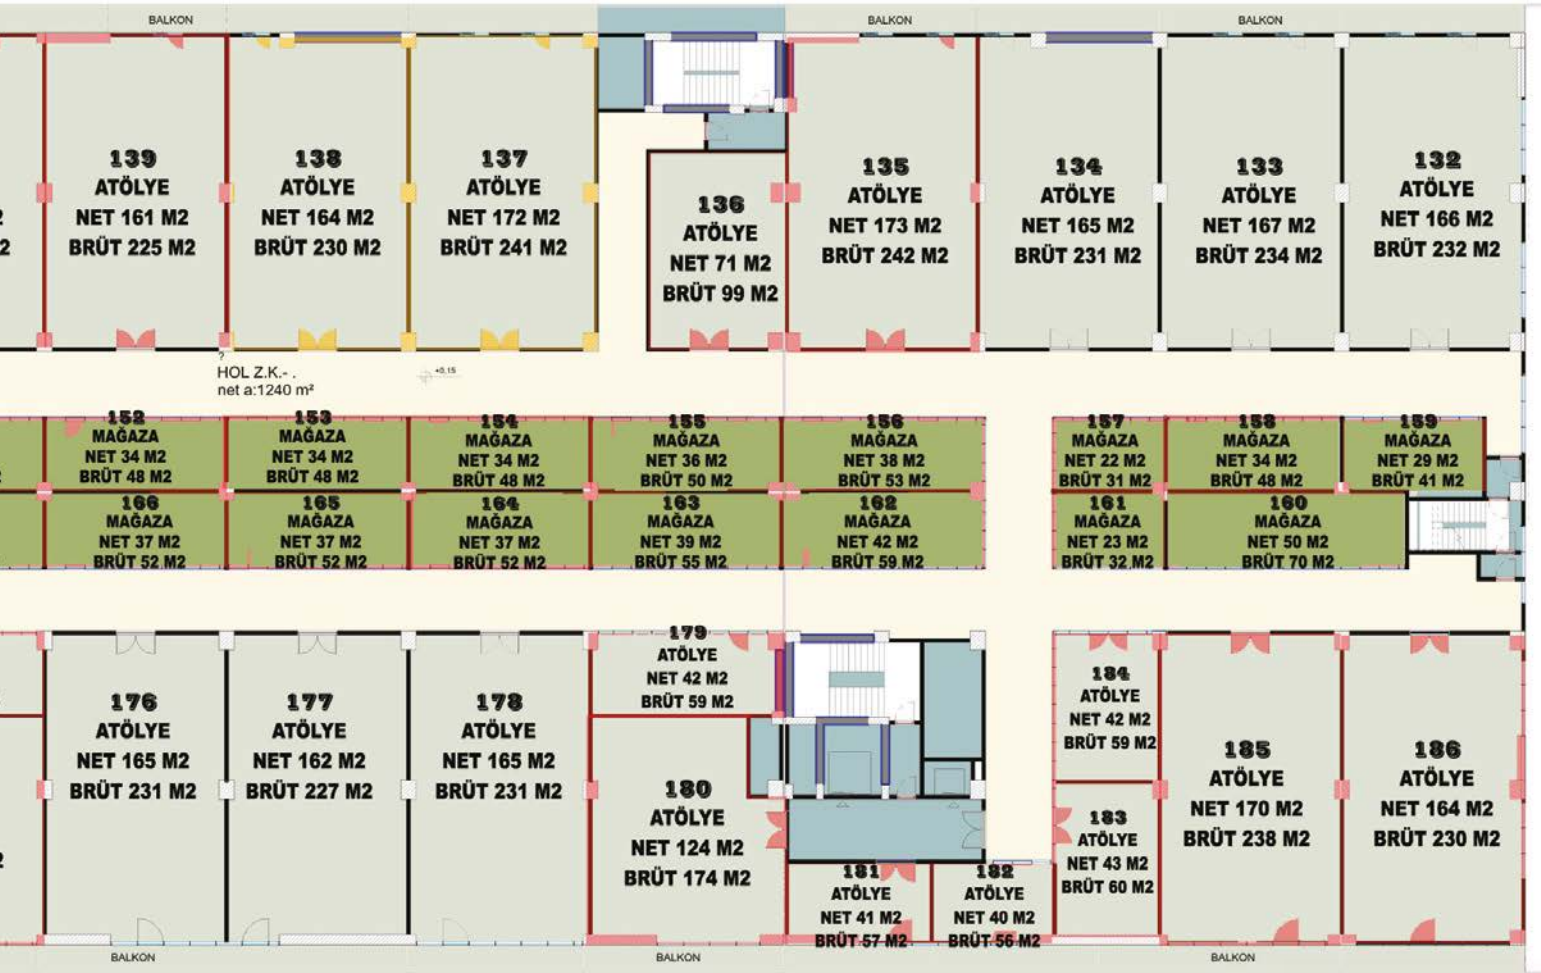 BALKON
BALKON
BALKON
139
ATÖLYE
NET 161 M2
BRÜT 225 M2
138
ATÖLYE
NET 164 M2
BRÜT 230 M2
137
ATÖLYE
NET 172 M2
BRÜT 241 M2
136
ATÖLYE
NET 71 M2
BRÜT 99 M2
135
ATÖLYE
NET 173 M2
BRÜT 242 M2
134
ATÖLYE
NET 165 M2
BRÜT 231 M2
133
ATÖLYE
NET 167 M2
BRÜT 234 M2
132
ATÖLYE
NET 166 M2
BRÜT 232 M2
2
2
?
HOL Z.K.- .
net a:1240 m²
+0,15
152
MAĞAZA
NET 34 M2
BRÜT 48 M2
153
MAĞAZA
NET 34 M2
BRÜT 48 M2
154
MAĞAZA
NET 34 M2
BRÜT 48 M2
155
MAĞAZA
NET 36 M2
BRÜT 50 M2
156
MAĞAZA
NET 38 M2
BRÜT 53 M2
157
MAĞAZA
NET 22 M2
BRÜT 31 M2
158
MAĞAZA
NET 34 M2
BRÜT 48 M2
159
MAĞAZA
NET 29 M2
BRÜT 41 M2
166
MAĞAZA
NET 37 M2
BRÜT 52 M2
165
MAĞAZA
NET 37 M2
BRÜT 52 M2
164
MAĞAZA
NET 37 M2
BRÜT 52 M2
163
MAĞAZA
NET 39 M2
BRÜT 55 M2
162
MAĞAZA
NET 42 M2
BRÜT 59 M2
161
MAĞAZA
NET 23 M2
BRÜT 32 M2
160
MAĞAZA
NET 50 M2
BRÜT 70 M2
176
ATÖLYE
NET 165 M2
BRÜT 231 M2
177
ATÖLYE
NET 162 M2
BRÜT 227 M2
178
ATÖLYE
NET 165 M2
BRÜT 231 M2
179
ATÖLYE
NET 42 M2
BRÜT 59 M2
180
ATÖLYE
NET 124 M2
BRÜT 174 M2
181
ATÖLYE
NET 41 M2
BRÜT 57 M2
182
ATÖLYE
NET 40 M2
BRÜT 56 M2
184
ATÖLYE
NET 42 M2
BRÜT 59 M2
183
ATÖLYE
NET 43 M2
BRÜT 60 M2
185
ATÖLYE
NET 170 M2
BRÜT 238 M2
186
ATÖLYE
NET 164 M2
BRÜT 230 M2
2
BALKON
BALKON
BALKON